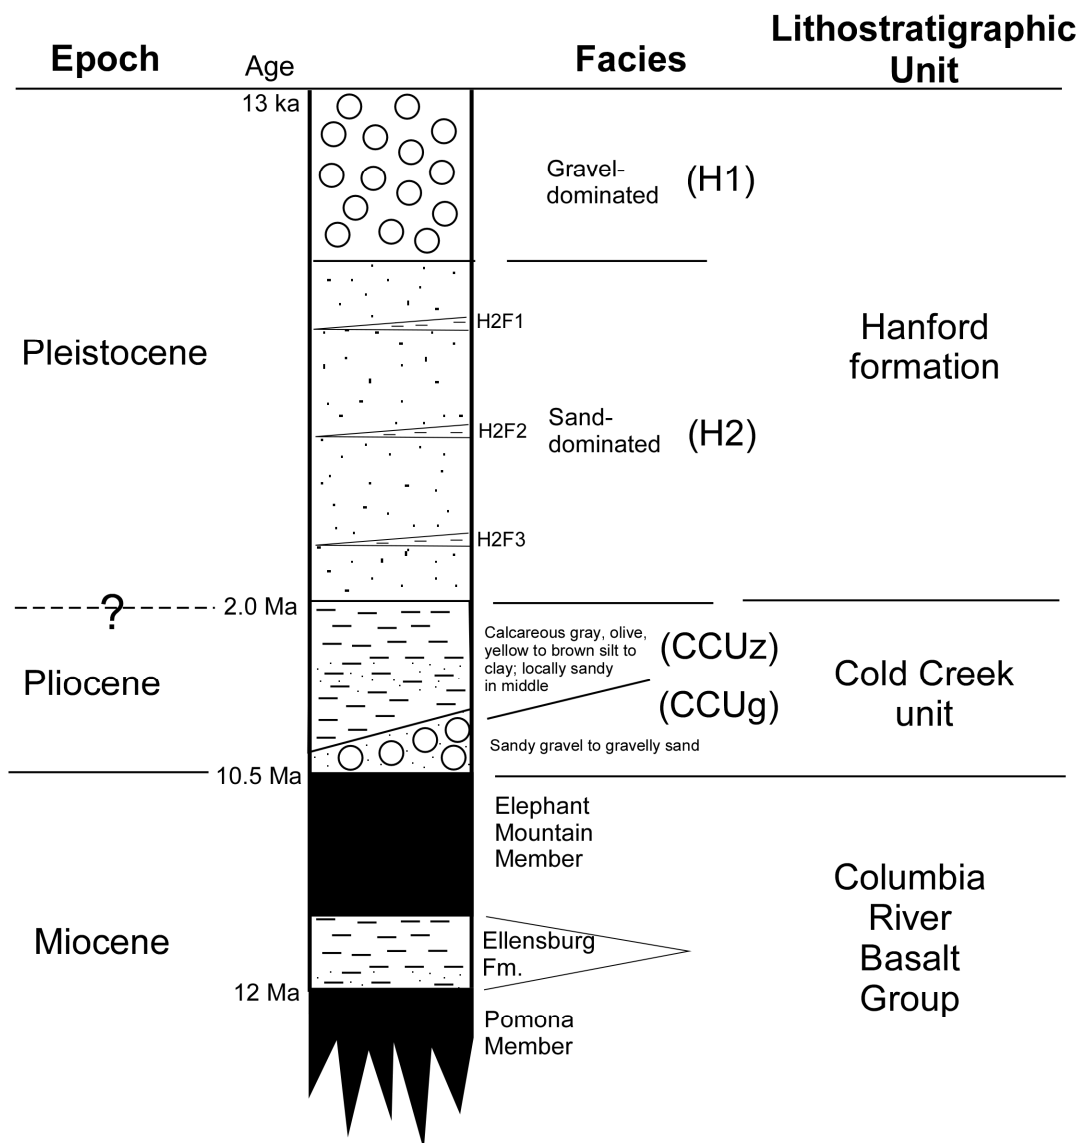 Epoch
Age
Facies
Lithostratigraphic
Unit
13 ka
Gravel-
dominated
(H1)
H2F1
Pleistocene
Hanford
formation
H2F2
Sand-
dominated
(H2)
H2F3
?
2.0 Ma
Calcareous gray, olive,
yellow to brown silt to
clay; locally sandy
in middle
(CCUz)
Pliocene
Cold Creek
unit
(CCUg)
Sandy gravel to gravelly sand
10.5 Ma
Elephant
Mountain
Member
Miocene
Columbia
River
Basalt
Group
Ellensburg
Fm.
12 Ma
Pomona
Member